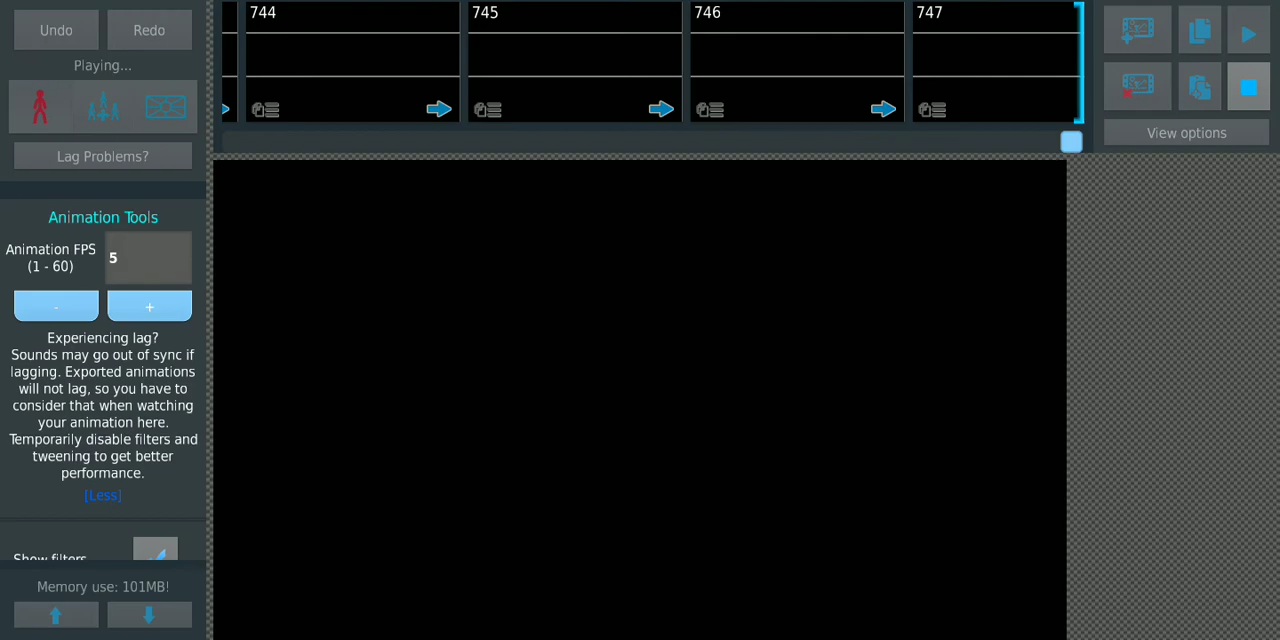 Undo
Redo
Playing...
Lag Problems?
744
745
746
747
View options
Animation Tools
Animation FPS
(1 - 60)
5
-
+
Experiencing lag?
Sounds may go out of sync if
lagging. Exported animations
will not lag, so you have to
consider that when watching
your animation here.
Temporarily disable filters and
tweening to get better
performance.
[Less]
Show filters
Memory use: 101MB!